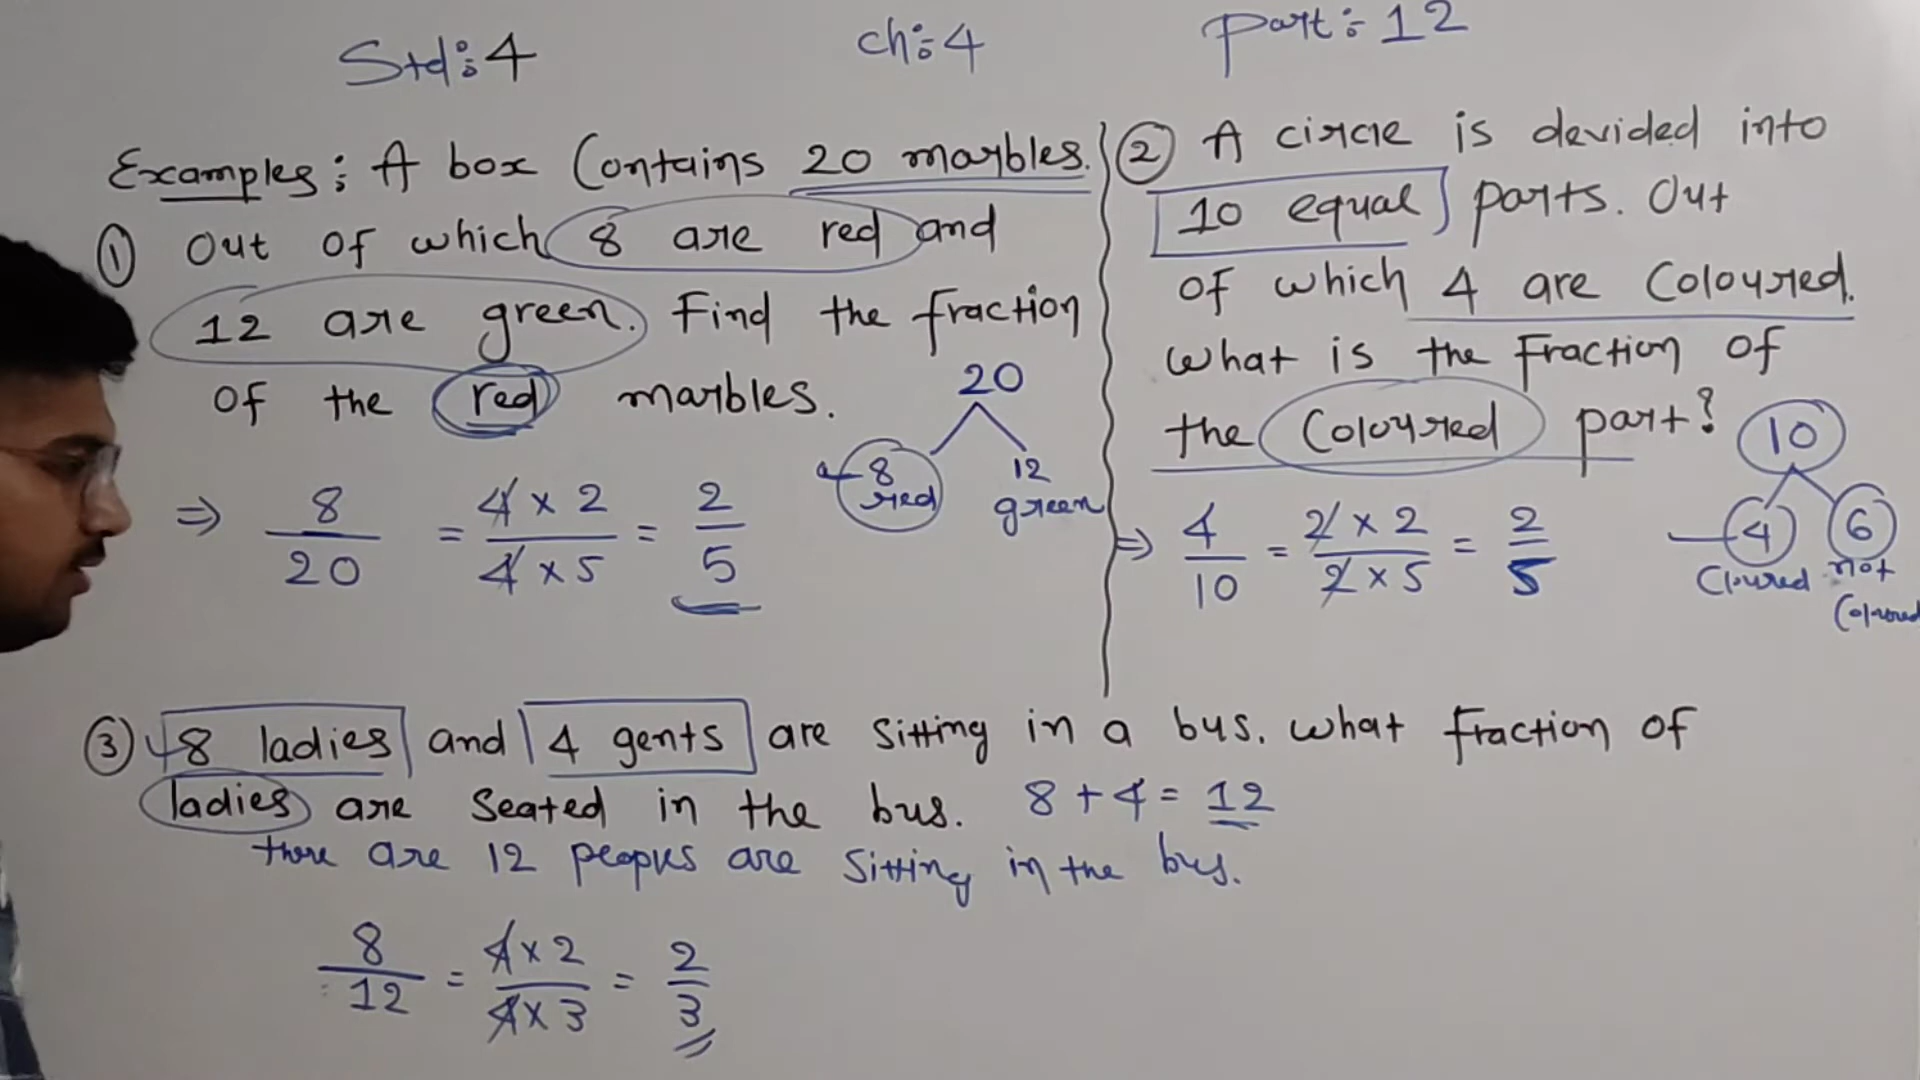 Std:4 ch:4 part:12
Examples: A box Contains 20 marbles.
① Out of which 8 are red and
12 are green. Find the fraction
of the red marbles.
20
8 red 12 green
⇒ 8/20 = 4 x 2/4 x 5 = 2/5
② A circle is devided into
10 equal parts. Out
of which 4 are Coloured.
What is the Fraction of
the Coloured part?
10
4 6
Cloured not
Coloured
⇒ 4/10 = 2 x 2/2 x 5 = 2/5
③ 8 ladies and 4 gents are sitting in a bus. What fraction of
ladies are seated in the bus. 8 + 4 = 12
there are 12 peoples are sitting in the bus.
8/12 = 4 x 2/4 x 3 = 2/3